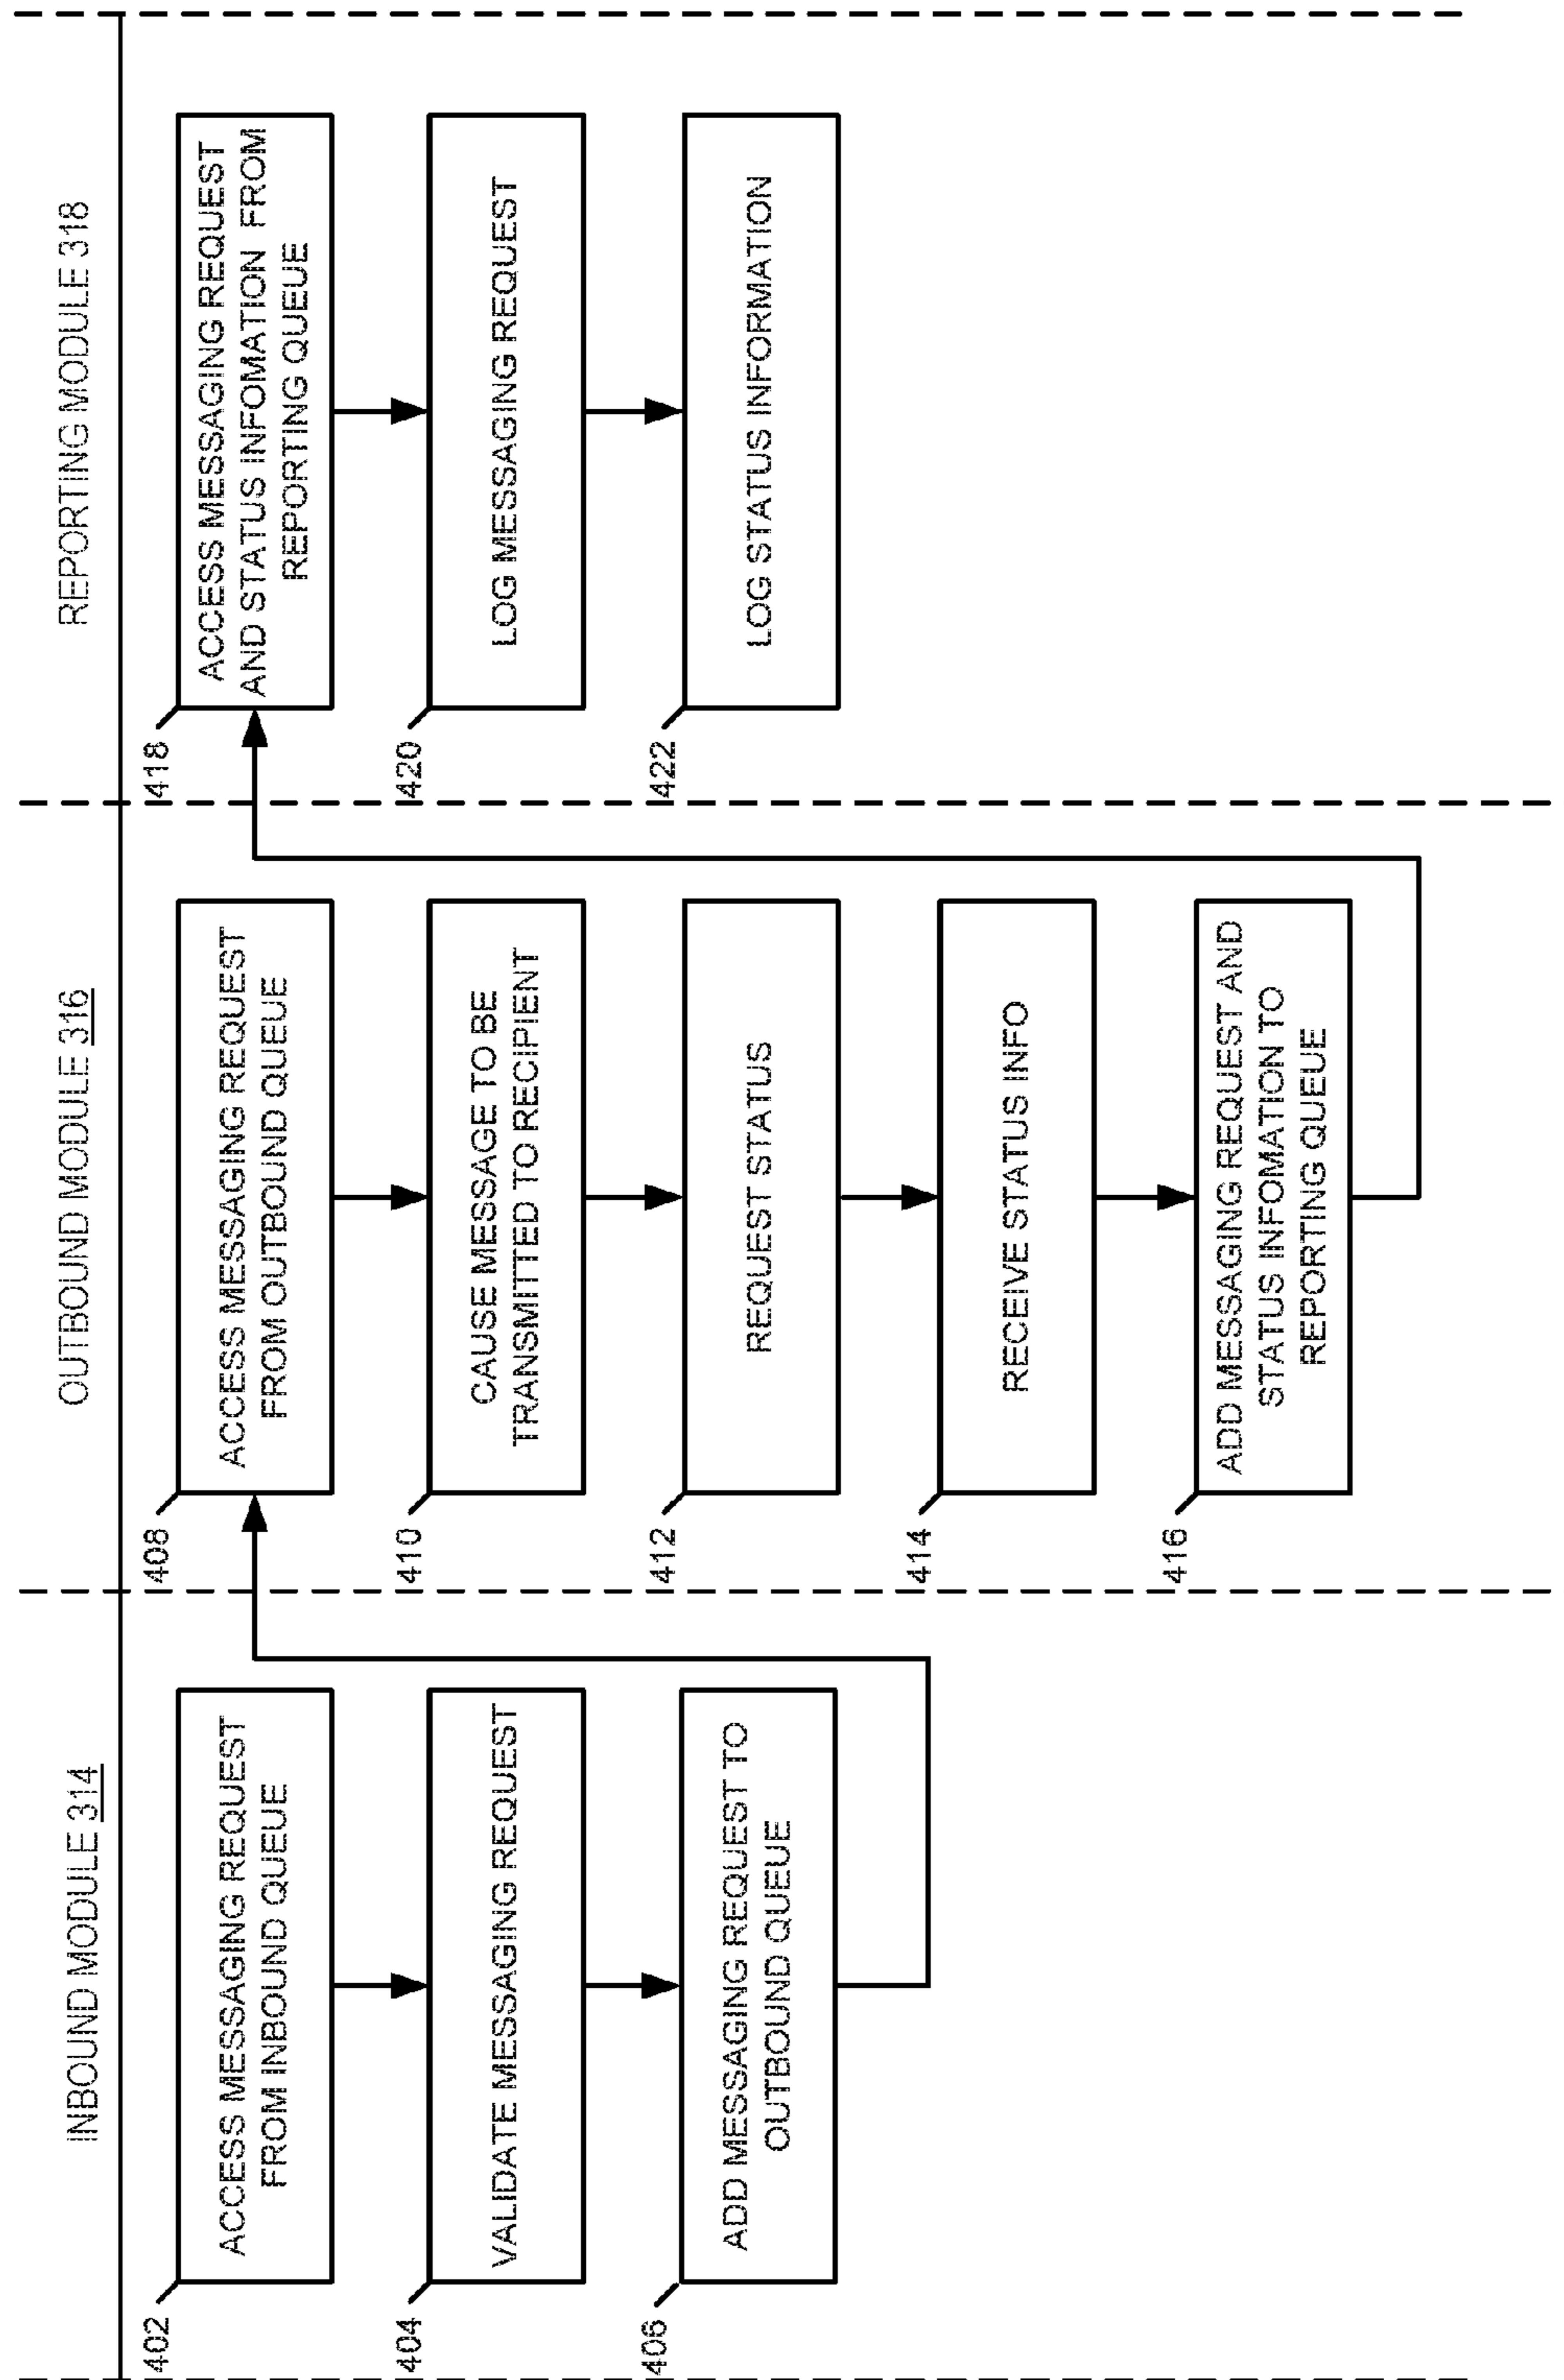 INBOUND MODULE 314
402
ACCESS MESSAGING REQUEST
FROM INBOUND QUEUE
404
VALIDATE MESSAGING REQUEST
406
ADD MESSAGING REQUEST TO
OUTBOUND QUEUE
OUTBOUND MODULE 316
408
ACCESS MESSAGING REQUEST
FROM OUTBOUND QUEUE
410
CAUSE MESSAGE TO BE
TRANSMITTED TO RECIPIENT
412
REQUEST STATUS
414
RECEIVE STATUS INFO
416
ADD MESSAGING REQUEST AND
STATUS INFOMATION TO
REPORTING QUEUE
REPORTING MODULE 318
418
ACCESS MESSAGING REQUEST
AND STATUS INFOMATION FROM
REPORTING QUEUE
420
LOG MESSAGING REQUEST
422
LOG STATUS INFORMATION